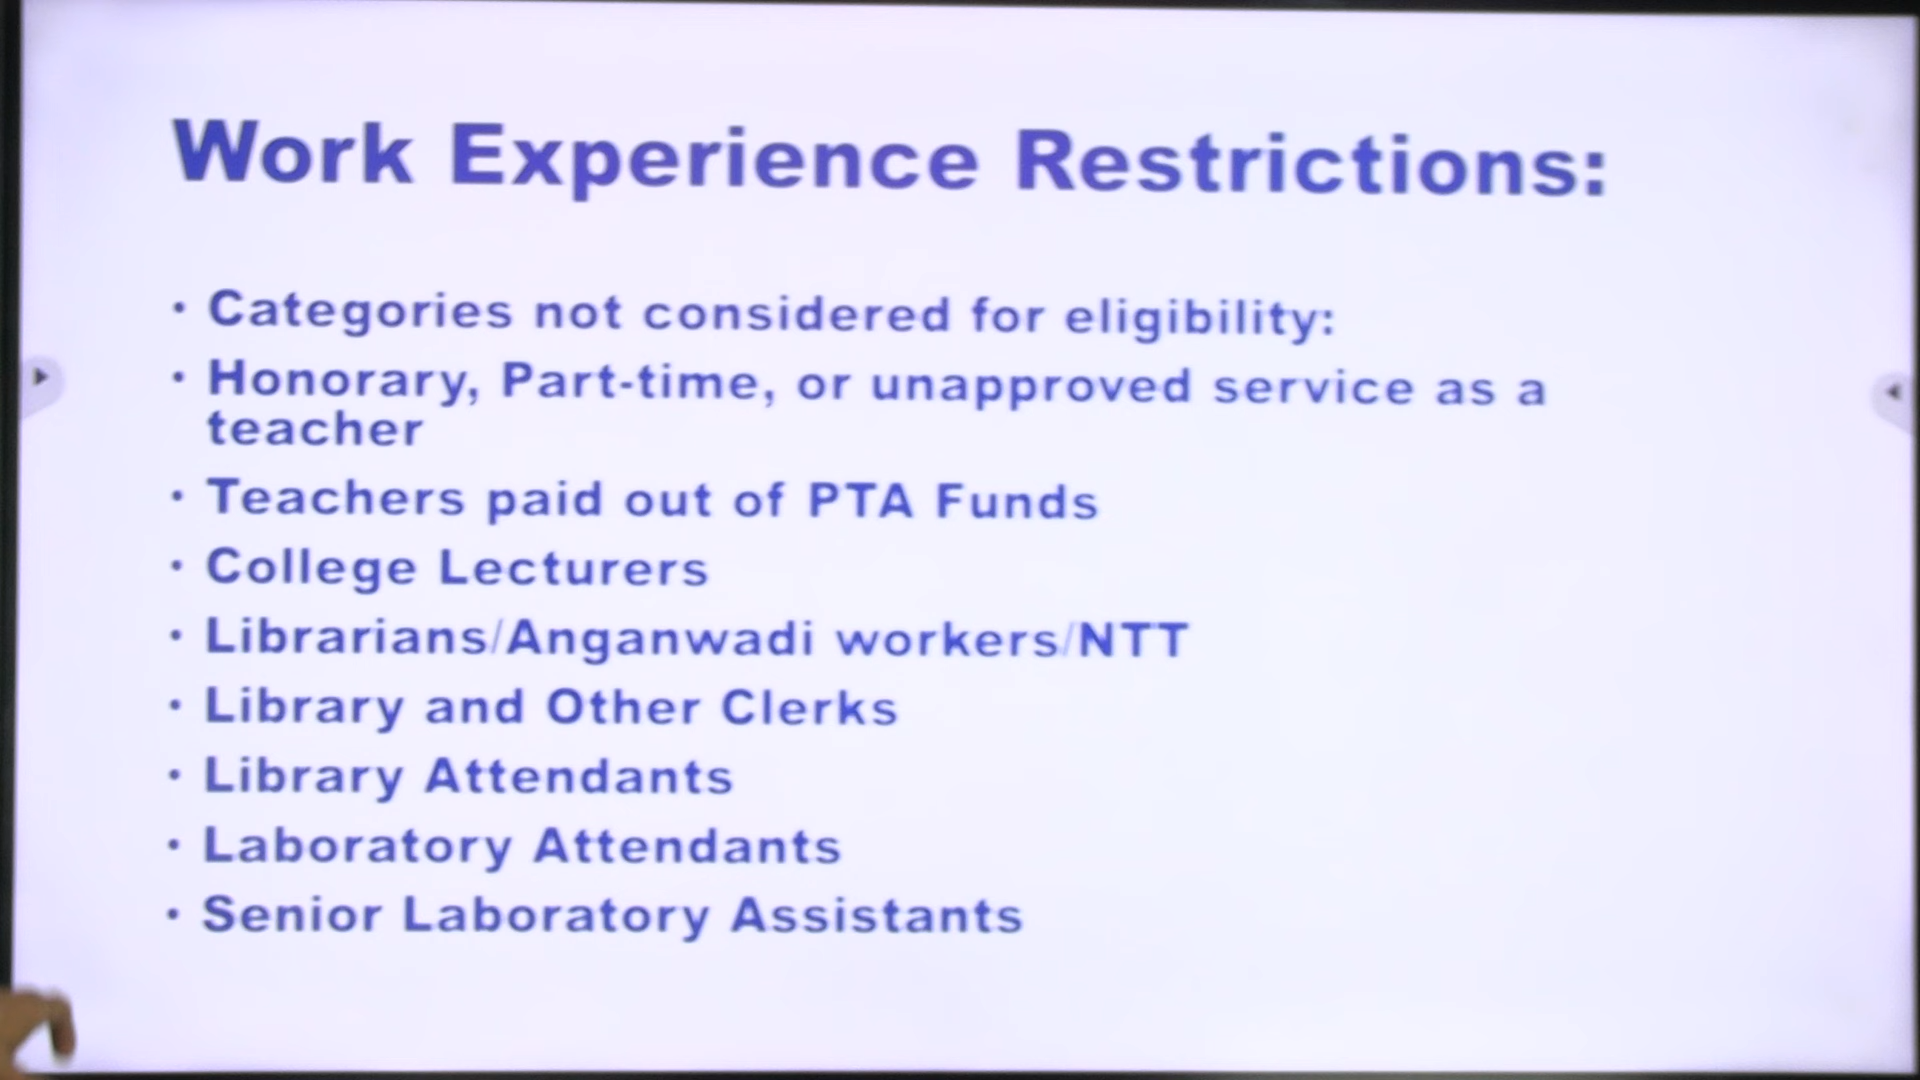 Work Experience Restrictions:
• Categories not considered for eligibility:
• Honorary, Part-time, or unapproved service as a
teacher
• Teachers paid out of PTA Funds
• College Lecturers
• Librarians/Anganwadi workers/NTT
• Library and Other Clerks
• Library Attendants
• Laboratory Attendants
• Senior Laboratory Assistants